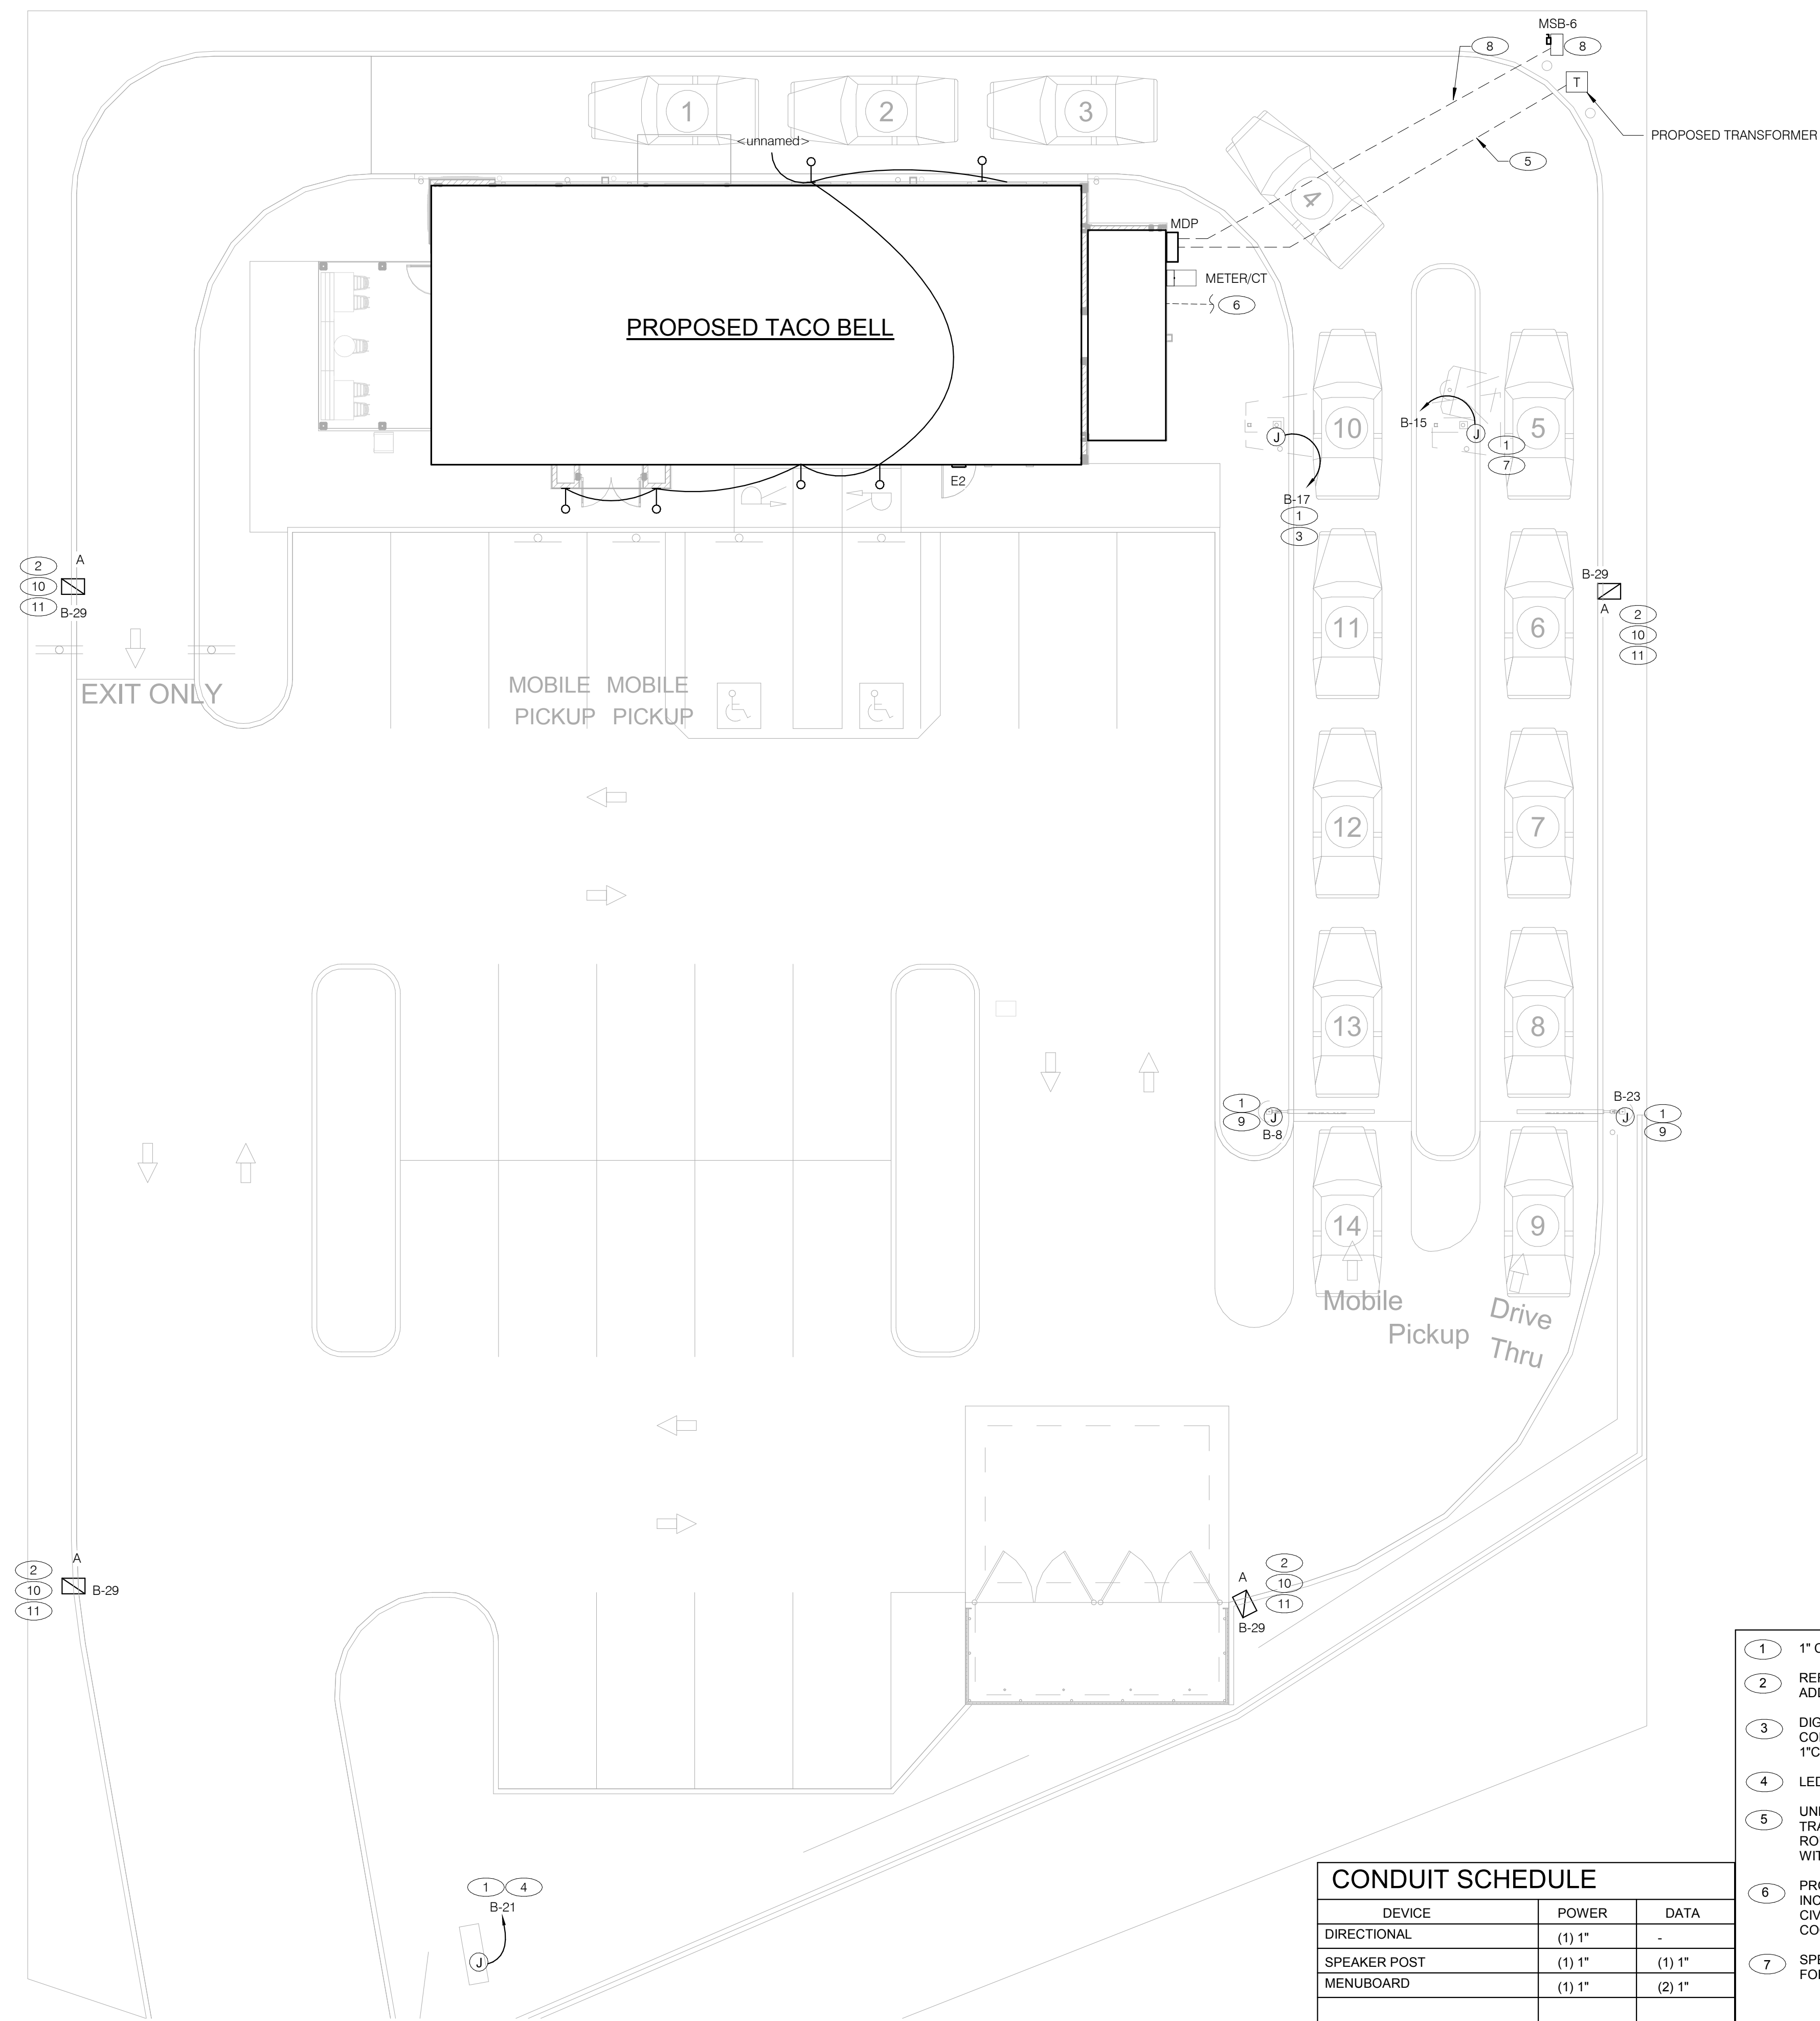 MSB-6
8
8
T
PROPOSED TRANSFORMER
5
1
2
3
<unnamed>
4
MDP
METER/CT
6
PROPOSED TACO BELL
B-15
J
1
7
10
5
J
B-17
1
3
E2
2
10
11
A
B-29
B-29
A
2
10
11
11
6
EXIT ONLY
MOBILE
PICKUP
MOBILE
PICKUP
12
7
13
8
1
9
J
B-8
B-23
J
1
9
14
9
Mobile
Pickup
Drive
Thru
2
10
11
A
B-29
A
2
10
11
B-29
1
4
B-21
J
CONDUIT SCHEDULE
DEVICE POWER DATA
DIRECTIONAL (1) 1" -
SPEAKER POST (1) 1" (1) 1"
MENUBOARD (1) 1" (2) 1"
1 1"
2
3 DIG
1"C
4 LED
5
WIT
6
7